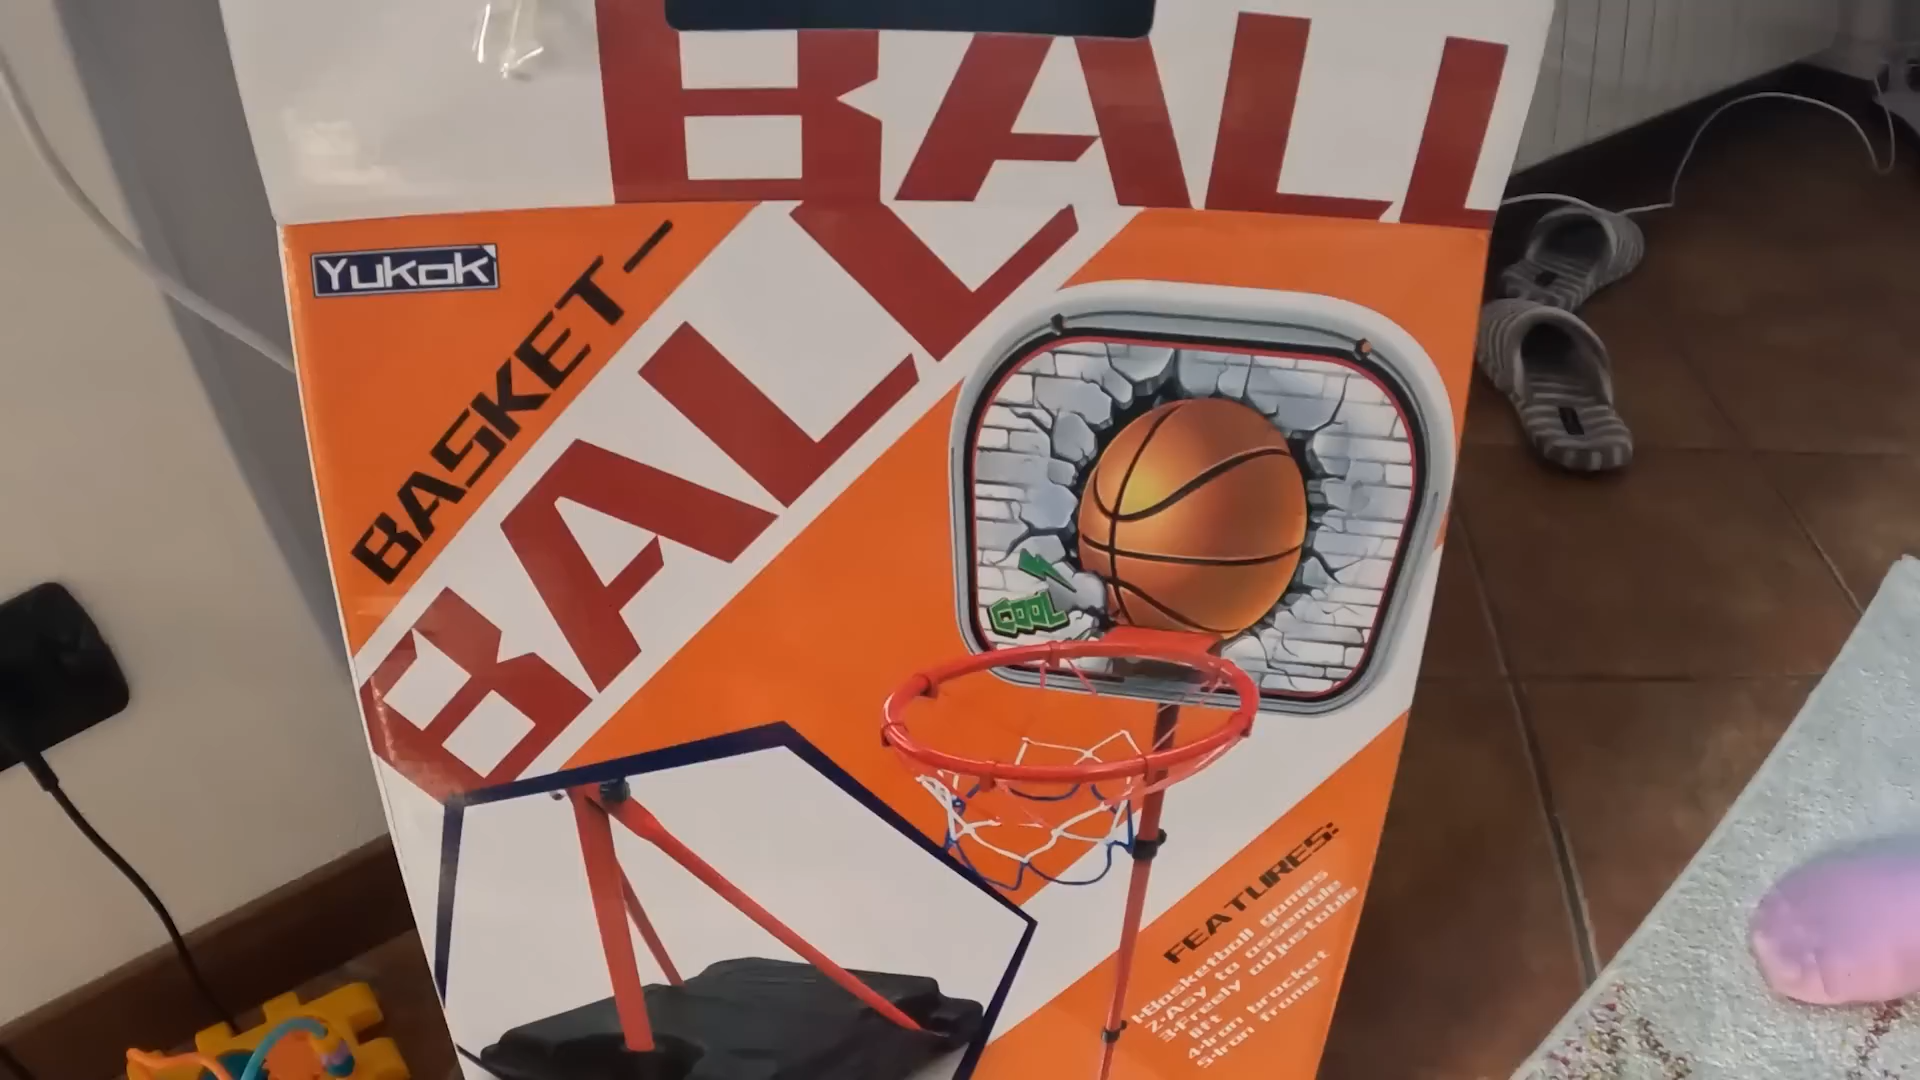 BALL
Yukok
BASKET-
BALL
FEATURES:
1-Basketball games
2-Asy to assemble
3-Freely adjustable
lift
4-iron bracket
5-iron frame